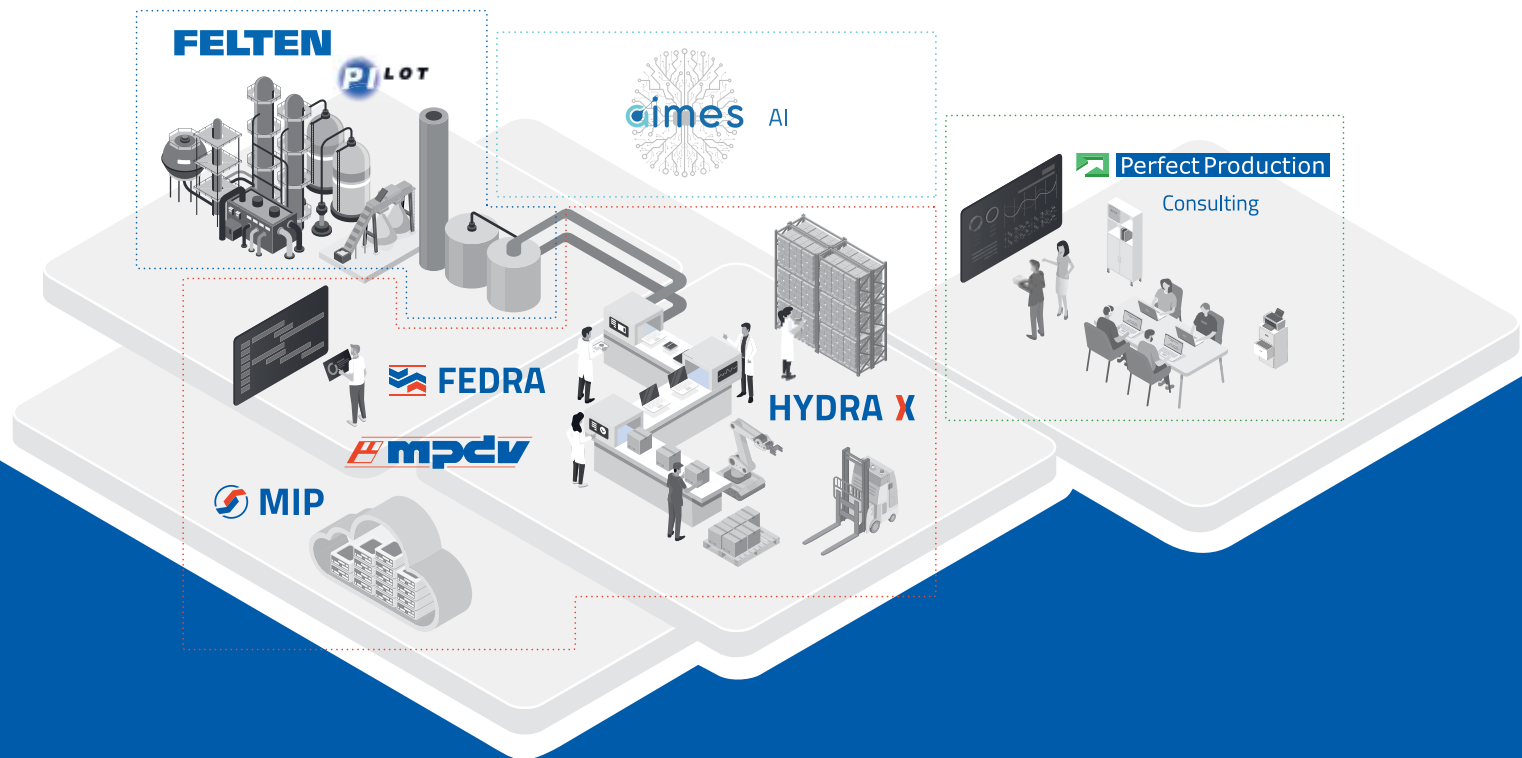 FELTEN
PILOT
aimes AI
Perfect Production
Consulting
FEDRA
HYDRA X
mpdv
MIP